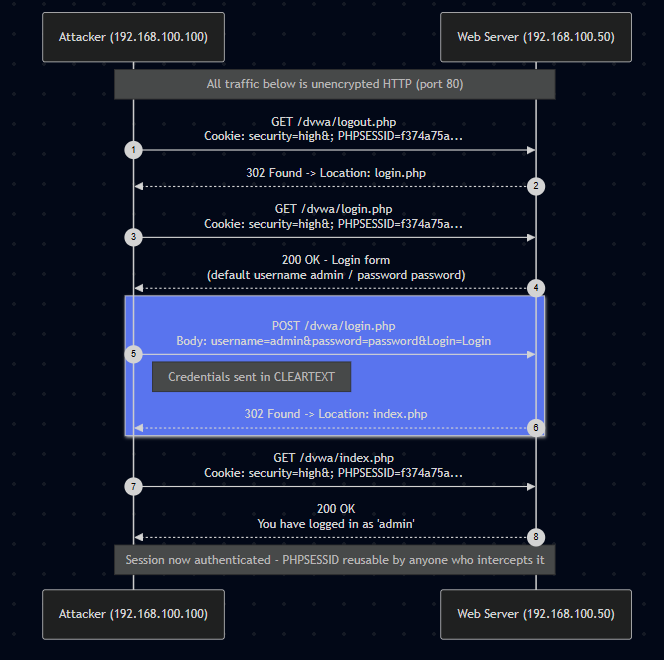 Attacker (192.168.100.100)
Web Server (192.168.100.50)
All traffic below is unencrypted HTTP (port 80)
GET /dvwa/logout.php
Cookie: security=high&; PHPSESSID=f374a75a...
1
302 Found -> Location: login.php
2
GET /dvwa/login.php
Cookie: security=high&; PHPSESSID=f374a75a...
3
200 OK - Login form
(default username admin / password password)
4
POST /dvwa/login.php
Body: username=admin&password=password&Login=Login
5
Credentials sent in CLEARTEXT
302 Found -> Location: index.php
6
GET /dvwa/index.php
Cookie: security=high&; PHPSESSID=f374a75a...
7
200 OK
You have logged in as 'admin'
8
Session now authenticated - PHPSESSID reusable by anyone who intercepts it
Attacker (192.168.100.100)
Web Server (192.168.100.50)